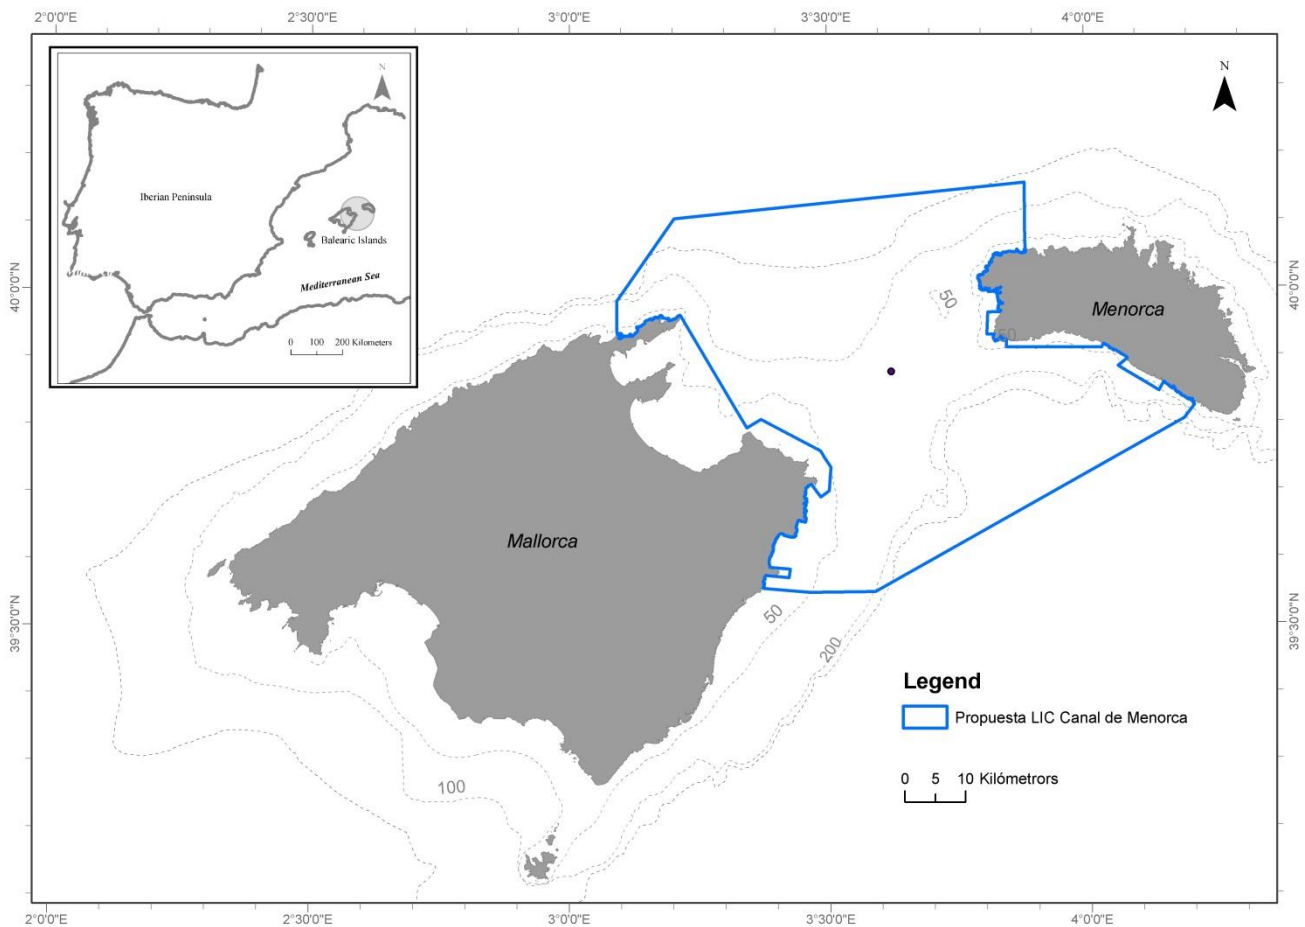 2°0'0"E 2°30'0"E 3°0'0"E 3°30'0"E 4°0'0"E
N
N
Iberian Peninsula
Balearic Islands
Mediterranean Sea
0 100 200 Kilometers
40°0'0"N
40°0'0"N
50
Menorca
50
Mallorca
39°30'0"N
39°30'0"N
50
200
100
Legend
Propuesta LIC Canal de Menorca
0 5 10 Kilómetrors
2°0'0"E 2°30'0"E 3°0'0"E 3°30'0"E 4°0'0"E